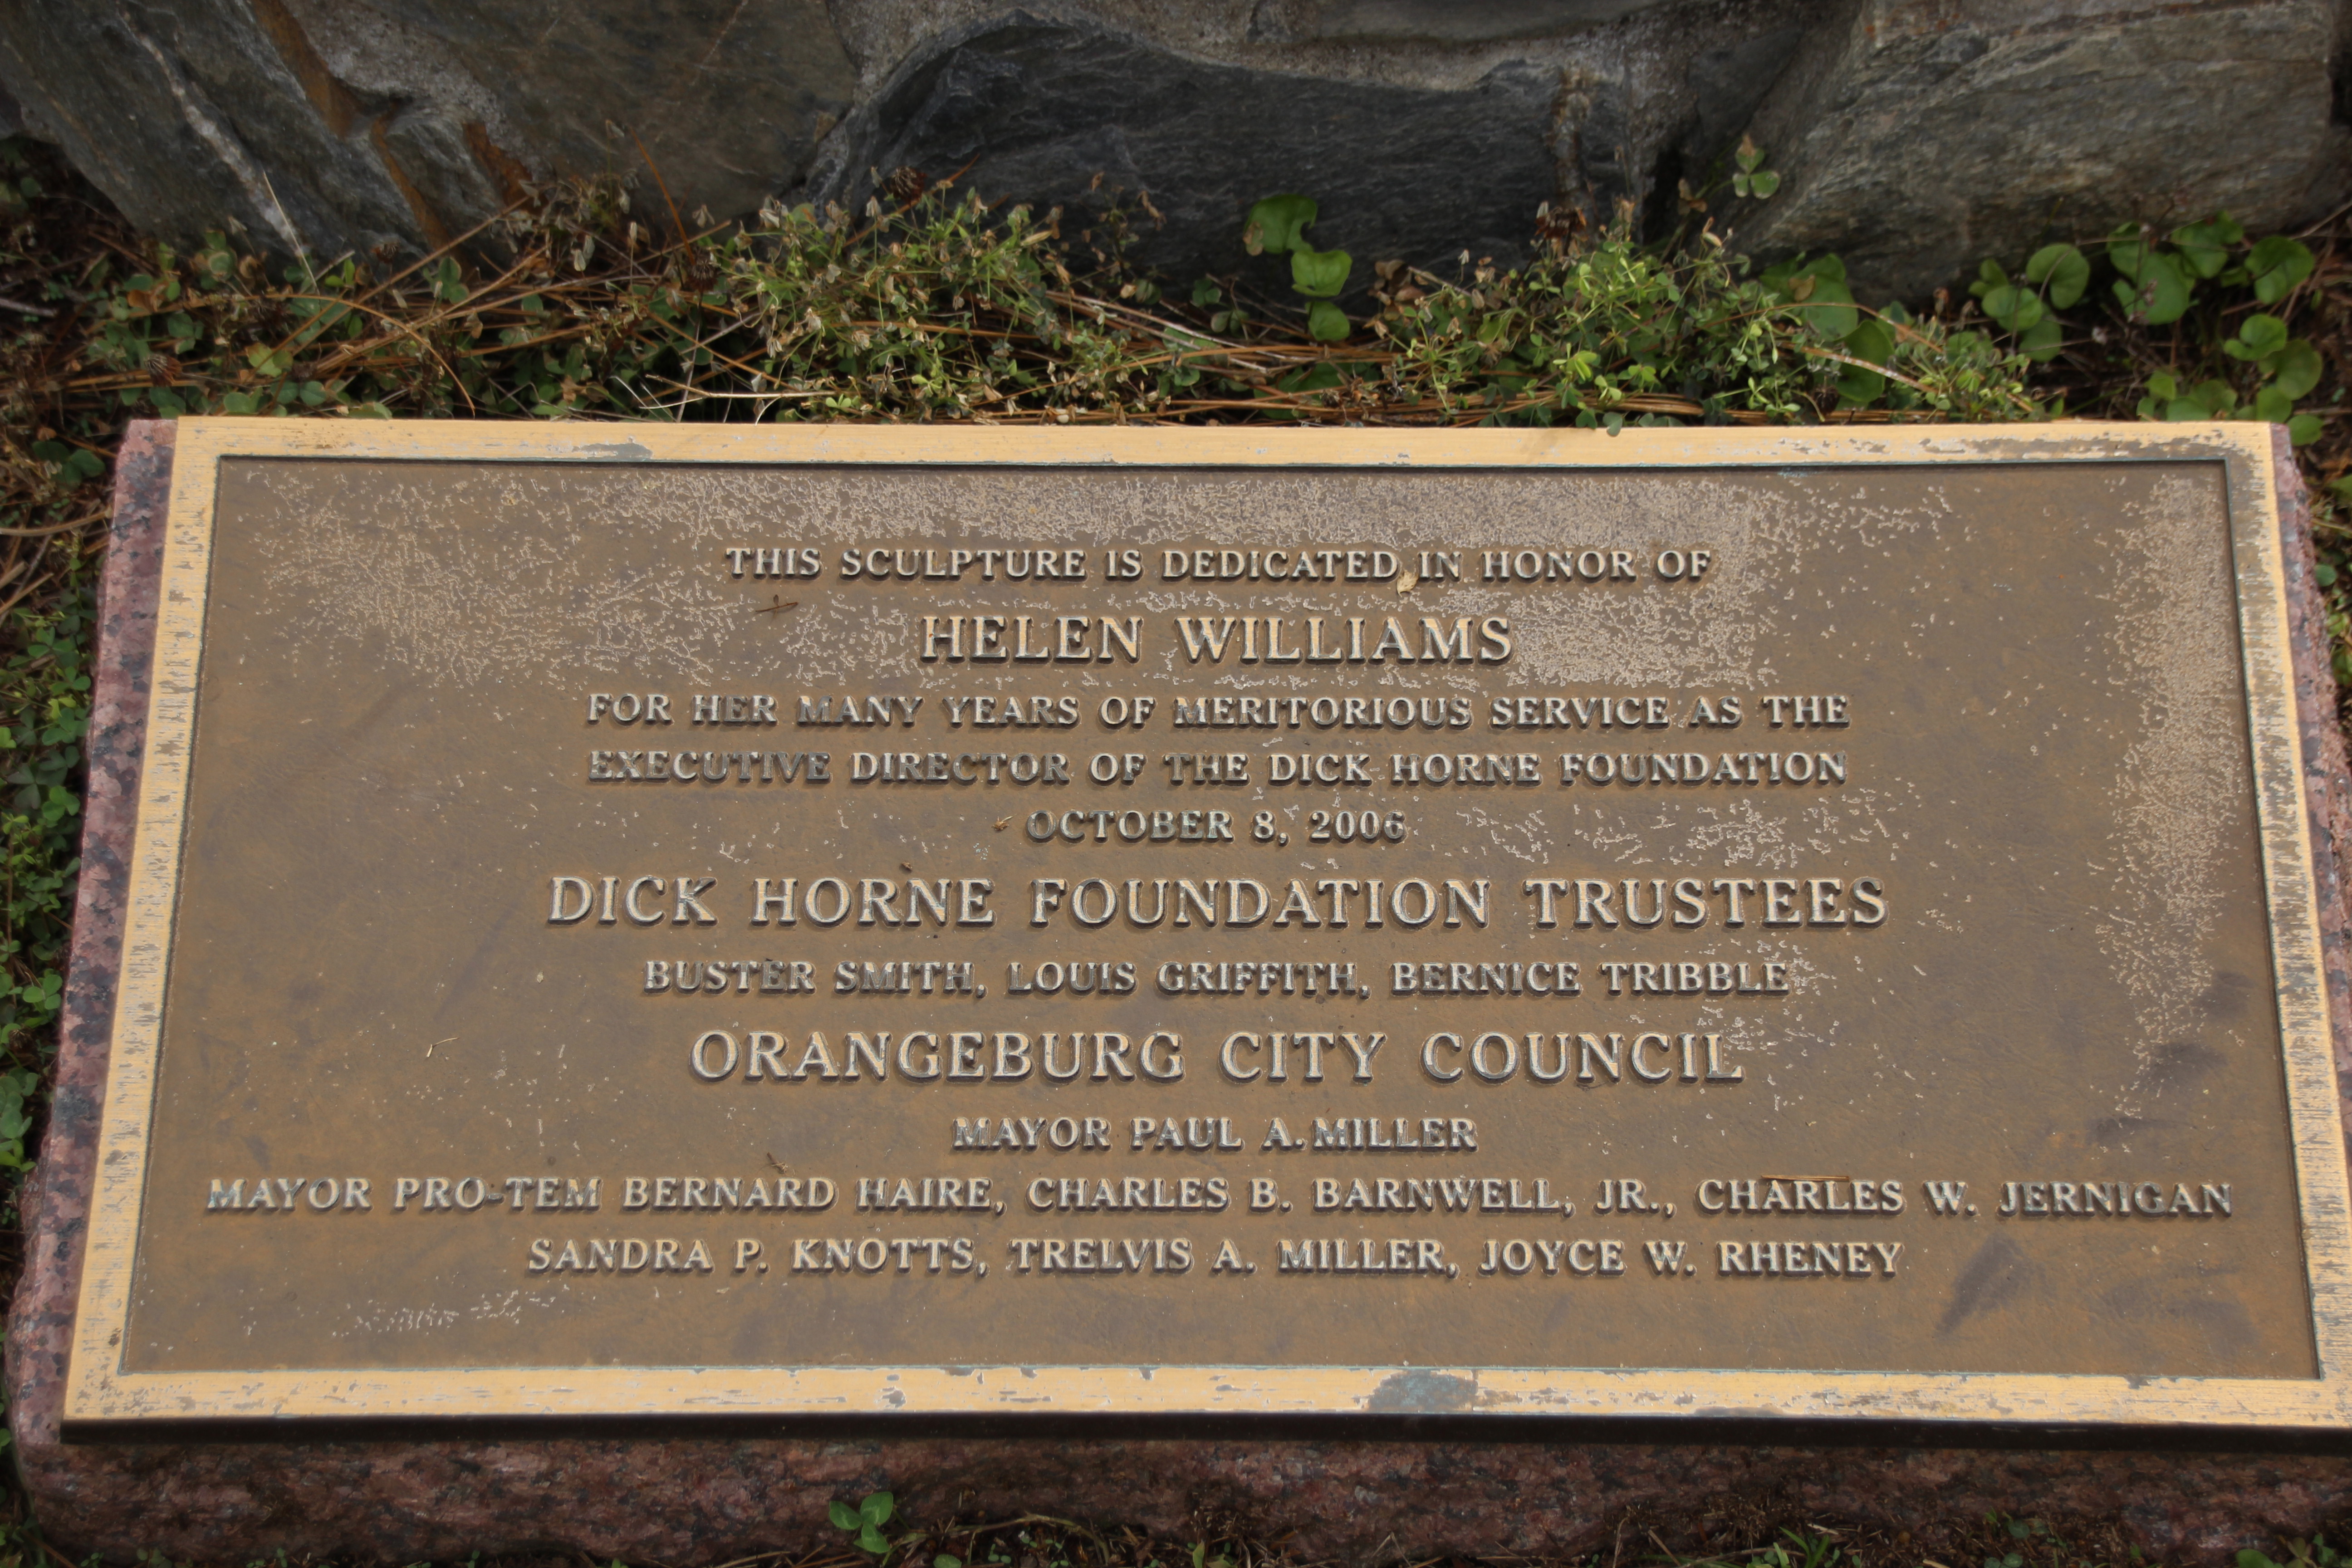 THIS SCULPTURE IS DEDICATED IN HONOR OF
HELEN WILLIAMS
FOR HER MANY YEARS OF MERITORIOUS SERVICE AS THE
EXECUTIVE DIRECTOR OF THE DICK HORNE FOUNDATION
OCTOBER 8, 2006
DICK HORNE FOUNDATION TRUSTEES
BUSTER SMITH, LOUIS GRIFFITH, BERNICE TRIBBLE
ORANGEBURG CITY COUNCIL
MAYOR PAUL A. MILLER
MAYOR PRO-TEM BERNARD HAIRE, CHARLES B. BARNWELL, JR., CHARLES W. JERNIGAN
SANDRA P. KNOTTS, TRELVIS A. MILLER, JOYCE W. RHENEY